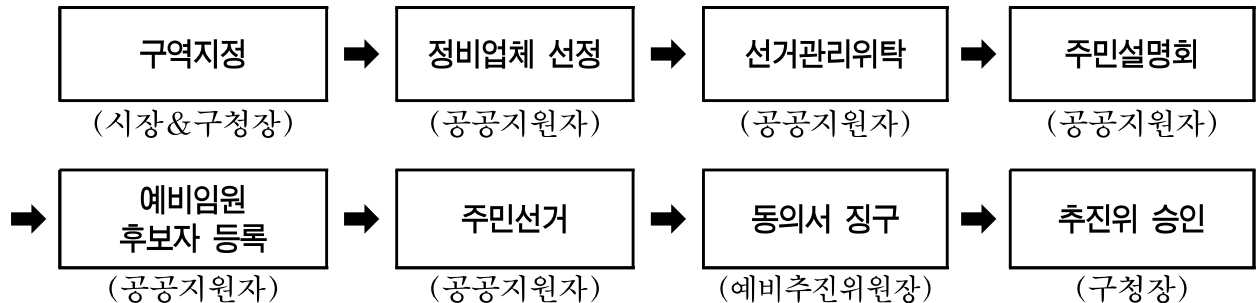 구역지정
정비업체 선정
선거관리위탁
주민설명회
(시장&구청장)
(공공지원자)
(공공지원자)
(공공지원자)
예비임원
후보자 등록
주민선거
동의서 징구
추진위 승인
(공공지원자)
(공공지원자)
(예비추진위원장)
(구청장)